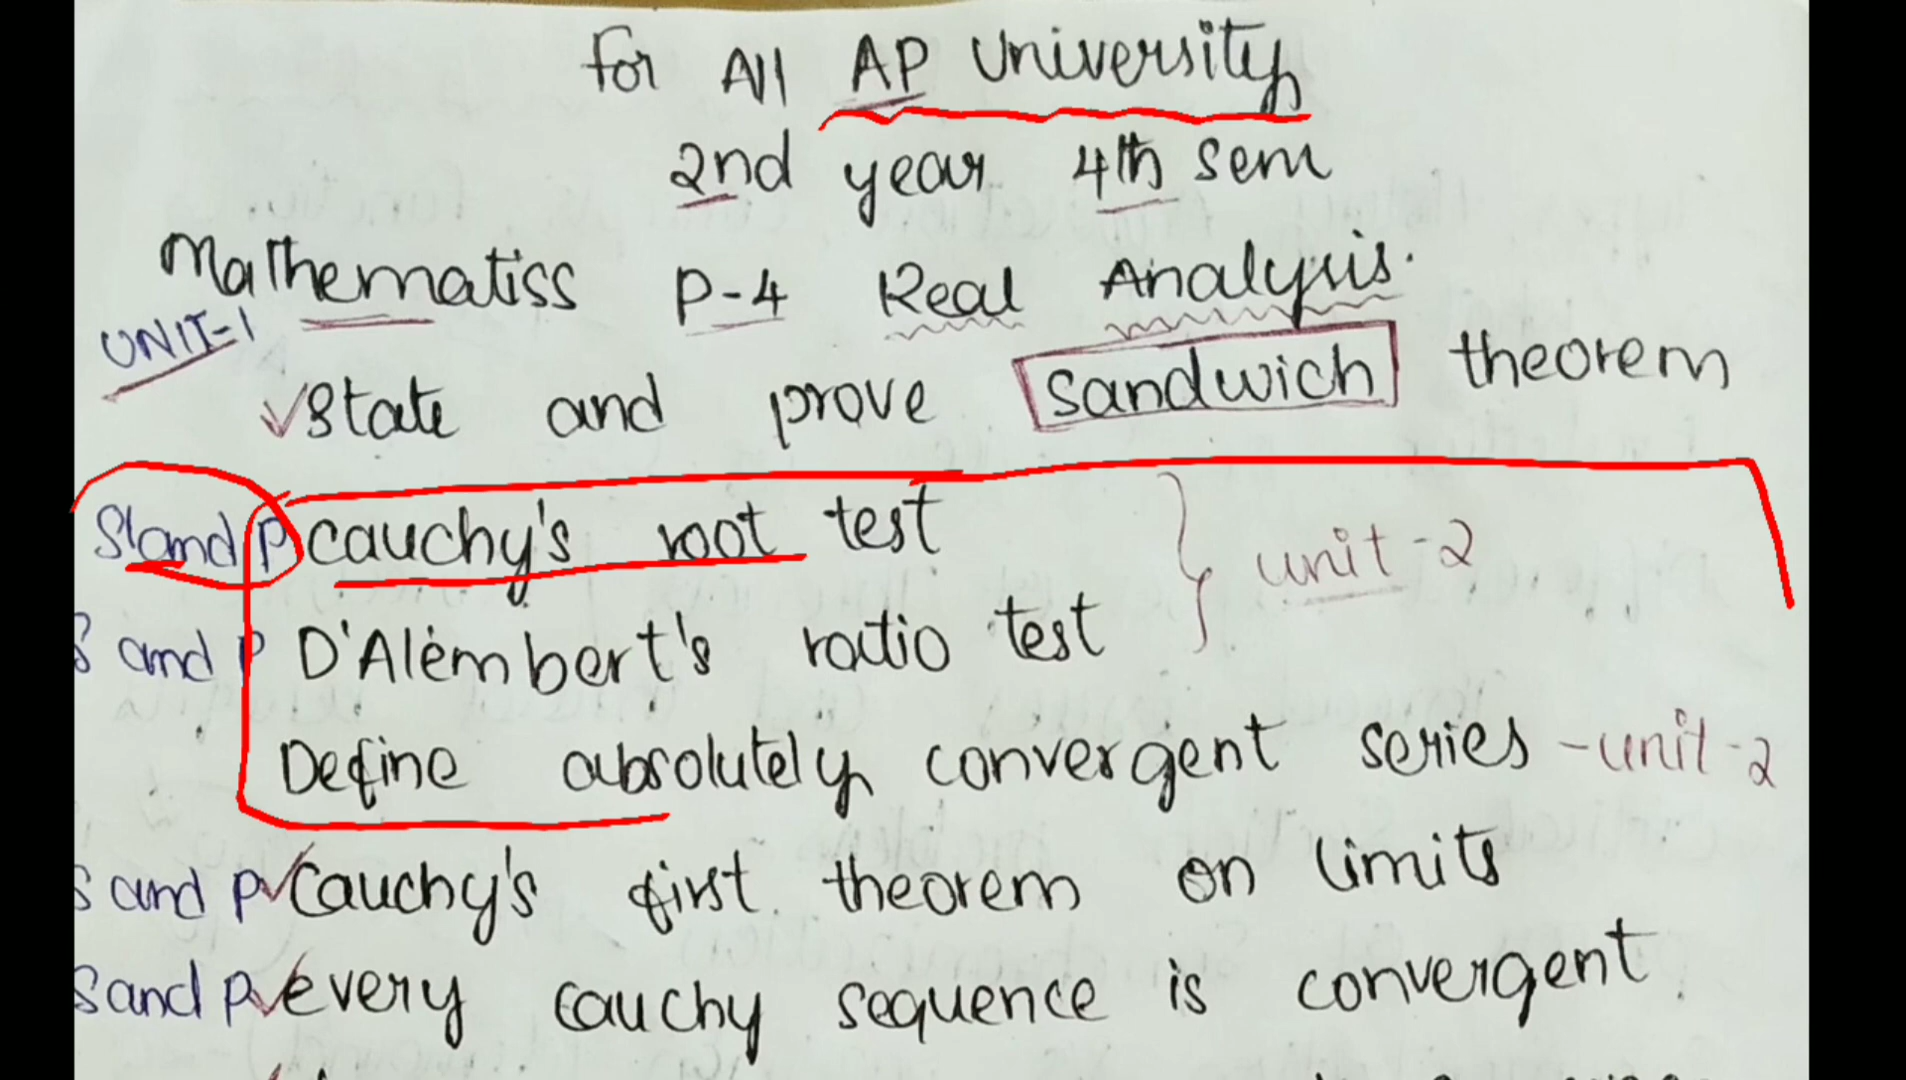 For All AP University
2nd year 4th sem
Mathematiss P-4 Real Analysis.
UNIT-1
State and prove sandwich theorem
S and P Cauchy's root test
unit-2
S and P D'Alembert's ratio test
Define absolutely convergent series - unit-2
S and P Cauchy's first theorem on limits
S and P every cauchy sequence is convergent